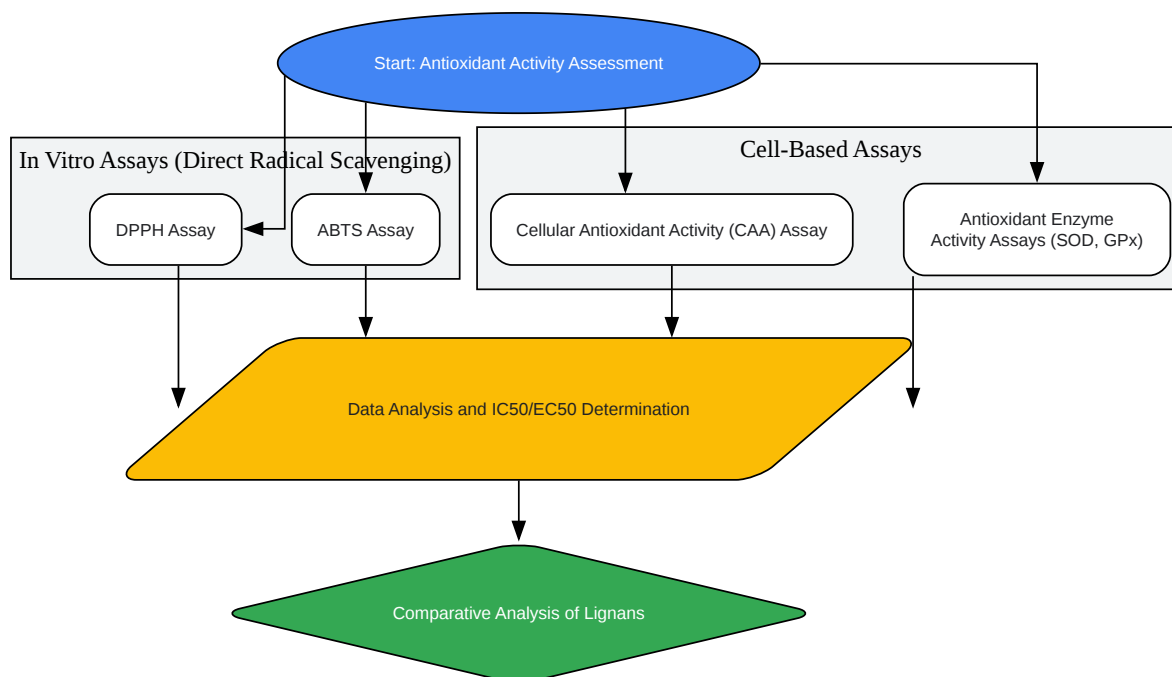 Start: Antioxidant Activity Assessment
In Vitro Assays (Direct Radical Scavenging)
Cell-Based Assays
DPPH Assay
ABTS Assay
Cellular Antioxidant Activity (CAA) Assay
Antioxidant Enzyme
Activity Assays (SOD, GPx)
Data Analysis and IC50/EC50 Determination
Comparative Analysis of Lignans